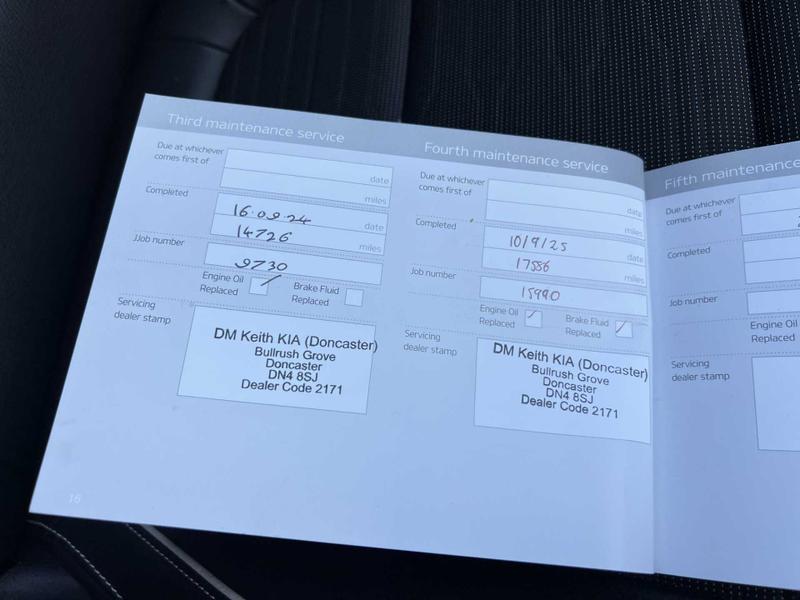 Third maintenance service
Due at whichever
comes first of
date
miles
Completed
16.09.24
date
14726
miles
JJob number
9730
Engine Oil
Replaced
Brake Fluid
Replaced
Servicing
dealer stamp
DM Keith KIA (Doncaster)
Bullrush Grove
Doncaster
DN4 8SJ
Dealer Code 2171
16
Fourth maintenance service
Due at whichever
comes first of
date
miles
Completed
10/9/25
date
17556
miles
Job number
15990
Engine Oil
Replaced
Brake Fluid
Replaced
Servicing
dealer stamp
DM Keith KIA (Doncaster)
Bullrush Grove
Doncaster
DN4 8SJ
Dealer Code 2171
Fifth maintenance
Due at whichever
comes first of
Completed
Job number
Engine Oil
Replaced
Servicing
dealer stamp